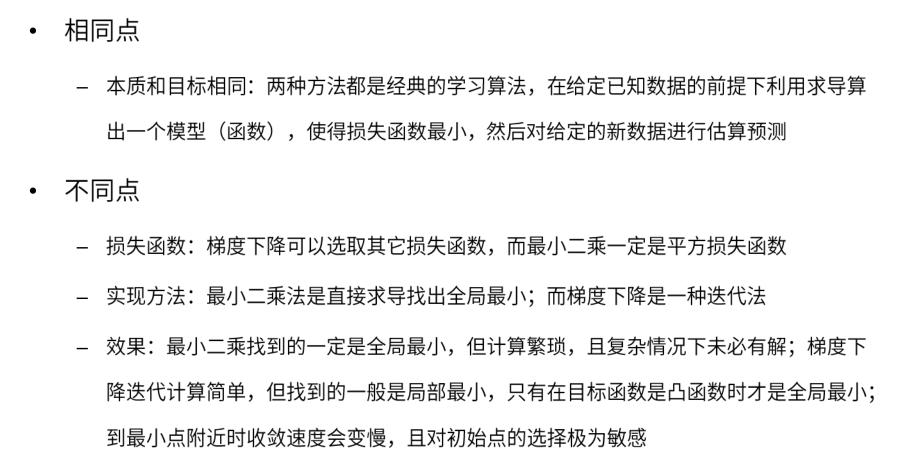 • 相同点
– 本质和目标相同：两种方法都是经典的学习算法，在给定已知数据的前提下利用求导算
出一个模型（函数），使得损失函数最小，然后对给定的新数据进行估算预测
• 不同点
– 损失函数：梯度下降可以选取其它损失函数，而最小二乘一定是平方损失函数
– 实现方法：最小二乘法是直接求导找出全局最小；而梯度下降是一种迭代法
– 效果：最小二乘找到的一定是全局最小，但计算繁琐，且复杂情况下未必有解；梯度下
降迭代计算简单，但找到的一般是局部最小，只有在目标函数是凸函数时才是全局最小；
到最小点附近时收敛速度会变慢，且对初始点的选择极为敏感